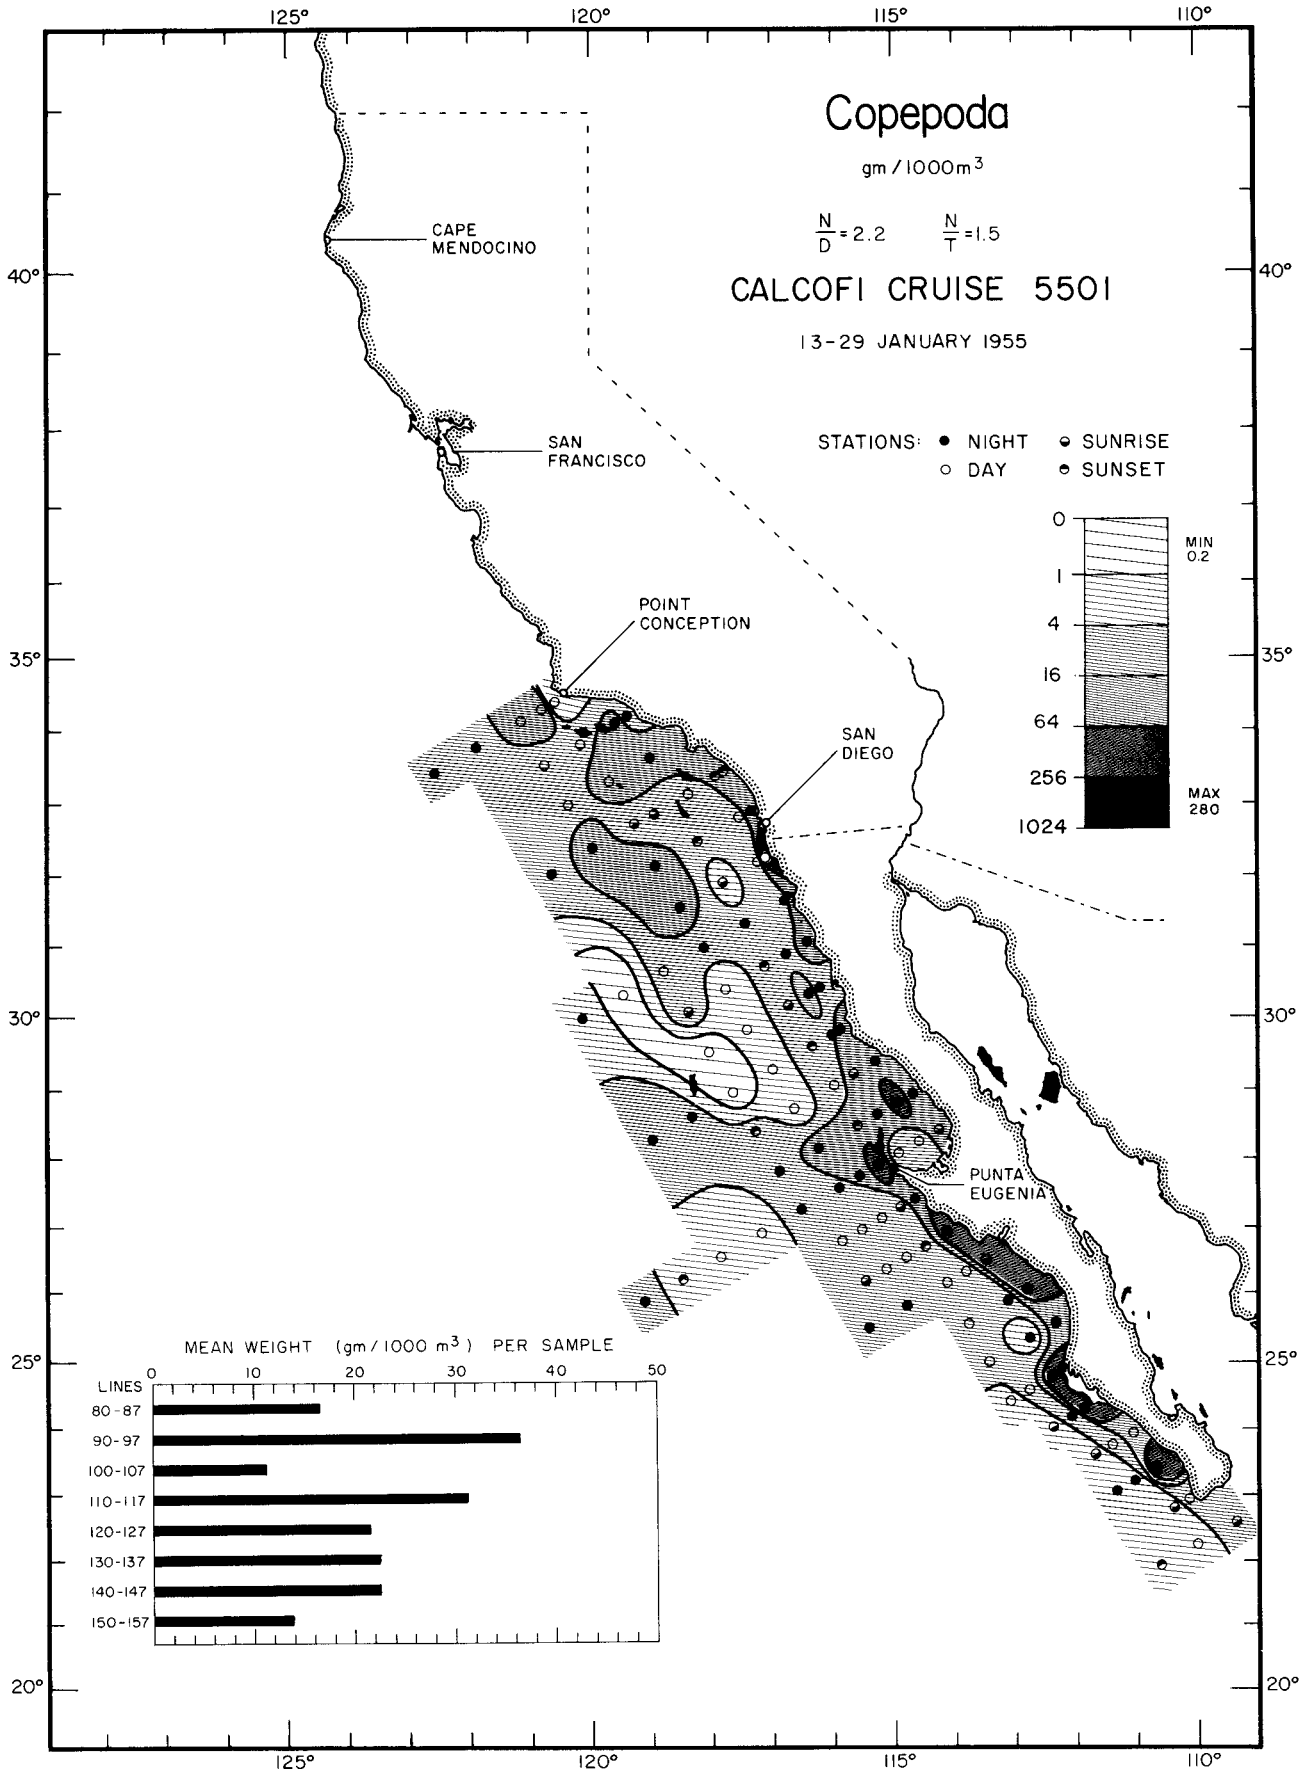 125° 120° 115° 110°
Copepoda
gm/1000m³
N/D = 2.2 N/T = 1.5
CALCOFI CRUISE 5501
13-29 JANUARY 1955
CAPE
MENDOCINO
40° 40°
STATIONS: NIGHT SUNRISE
DAY SUNSET
SAN
FRANCISCO
0
MIN
0.2
1
4
16
64
256
MAX
280
1024
POINT
CONCEPTION
35° 35°
SAN
DIEGO
30° 30°
PUNTA
EUGENIA
25° 25°
MEAN WEIGHT (gm/1000 m³) PER SAMPLE
0 10 20 30 40 50
LINES
80-87
90-97
100-107
110-117
120-127
130-137
140-147
150-157
20° 20°
125° 120° 115° 110°